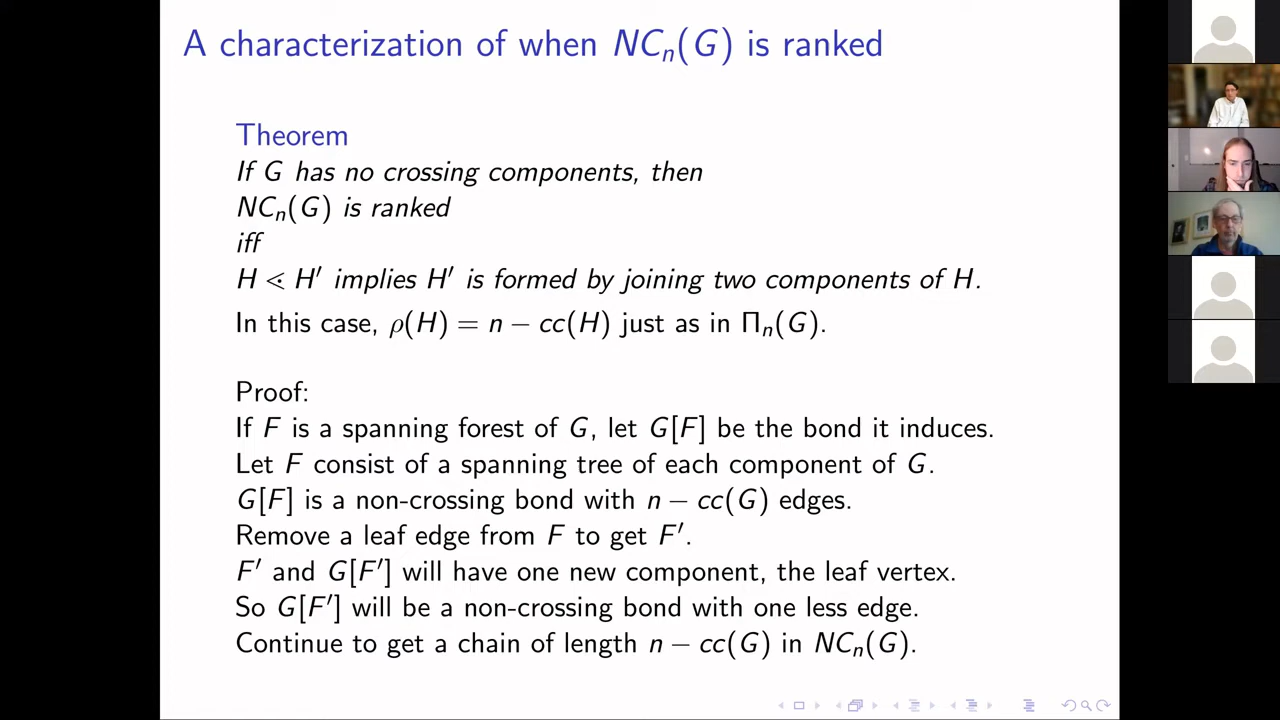 A characterization of when NCₙ(G) is ranked
Theorem
If G has no crossing components, then
NCₙ(G) is ranked
iff
H ⋖ H′ implies H′ is formed by joining two components of H.
In this case, ρ(H) = n − cc(H) just as in Πₙ(G).
Proof:
If F is a spanning forest of G, let G[F] be the bond it induces.
Let F consist of a spanning tree of each component of G.
G[F] is a non-crossing bond with n − cc(G) edges.
Remove a leaf edge from F to get F′.
F′ and G[F′] will have one new component, the leaf vertex.
So G[F′] will be a non-crossing bond with one less edge.
Continue to get a chain of length n − cc(G) in NCₙ(G).